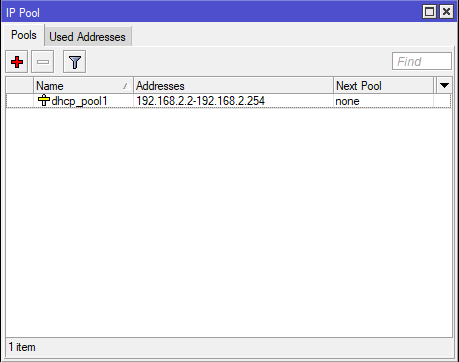 IP Pool
Pools Used Addresses
Find
Name Addresses Next Pool
dhcp_pool1 192.168.2.2-192.168.2.254 none
1 item